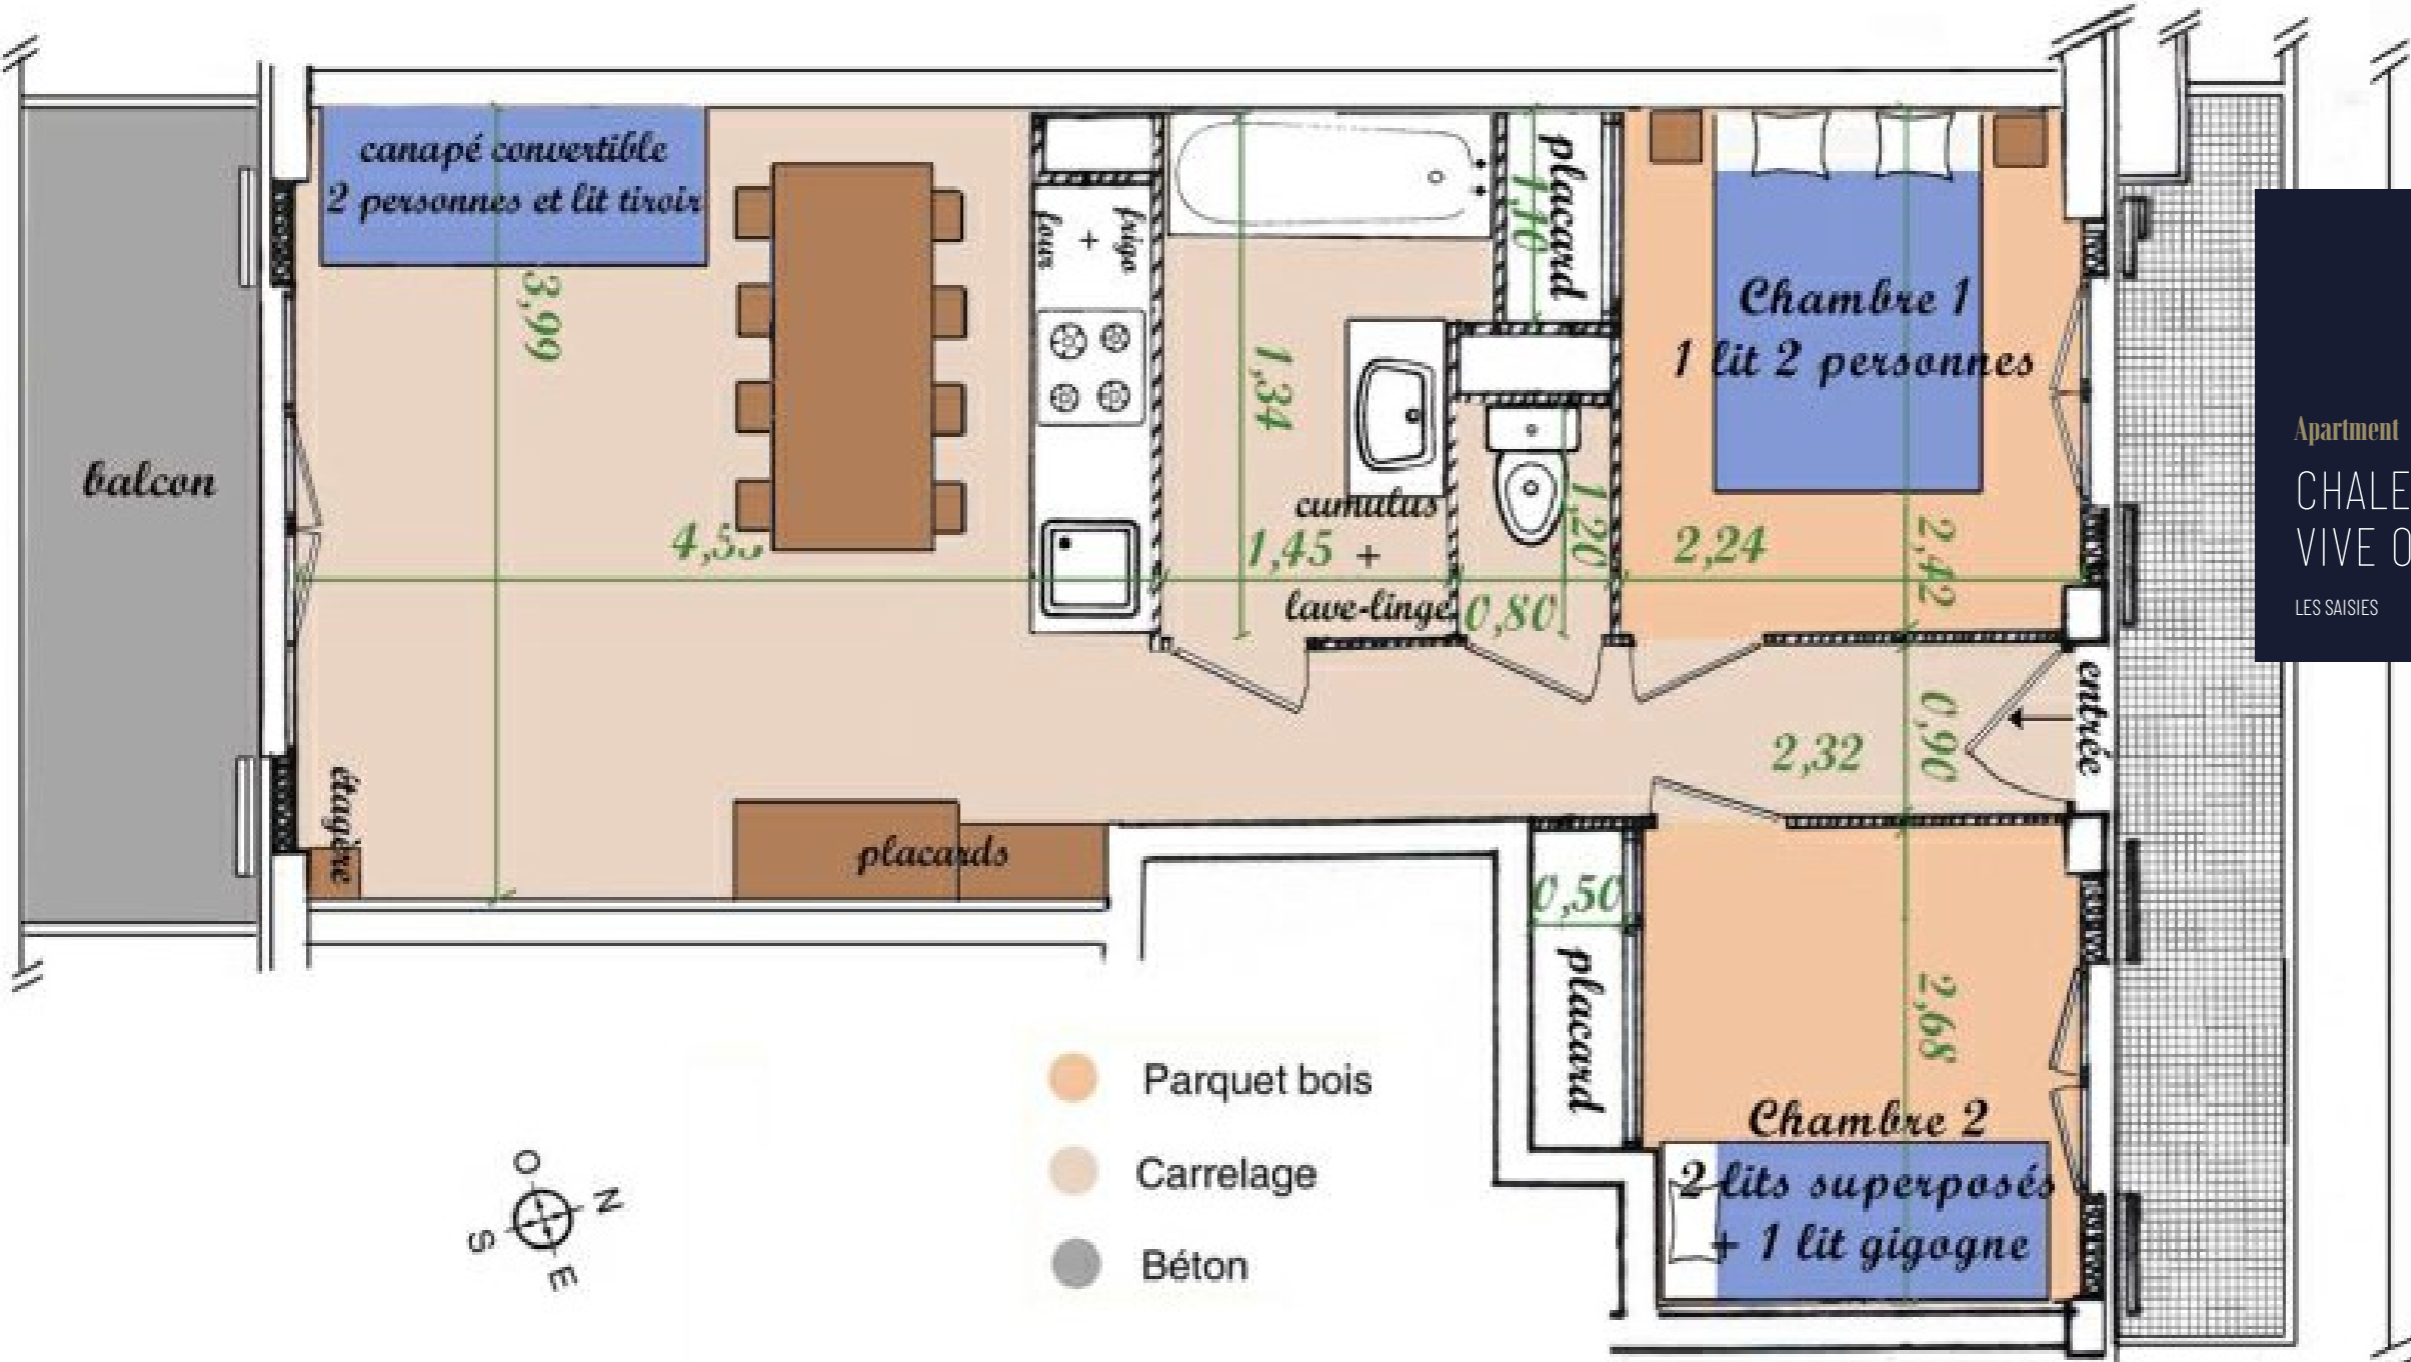 canapé convertible
2 personnes et lit tiroir
3,99
balcon
étagère
placards
four
+
frigo
1,34
cumulus
1,45 +
lave-linge
placard
1,10
1,20
0,80
Chambre 1
1 lit 2 personnes
2,24
2,42
entrée
0,90
2,32
0,50
placard
2,68
Chambre 2
2 lits superposés
+ 1 lit gigogne
Parquet bois
Carrelage
Béton
O
N
S
E
Apartment
CHALE
VIVE
LES SAISIES